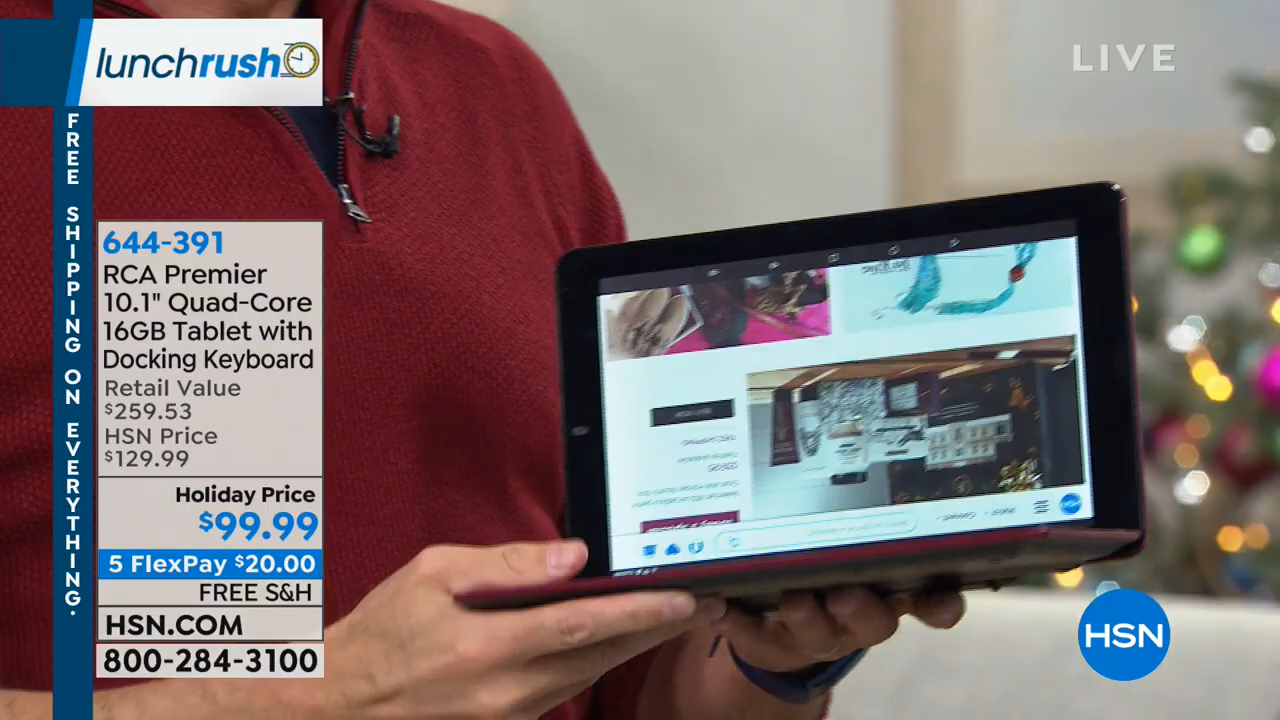 lunchrush
LIVE
FREE SHIPPING ON EVERYTHING.
644-391
RCA Premier
10.1" Quad-Core
16GB Tablet with
Docking Keyboard
Retail Value
$259.53
HSN Price
$129.99
Holiday Price
$99.99
5 FlexPay $20.00
FREE S&H
HSN.COM
800-284-3100
HSN